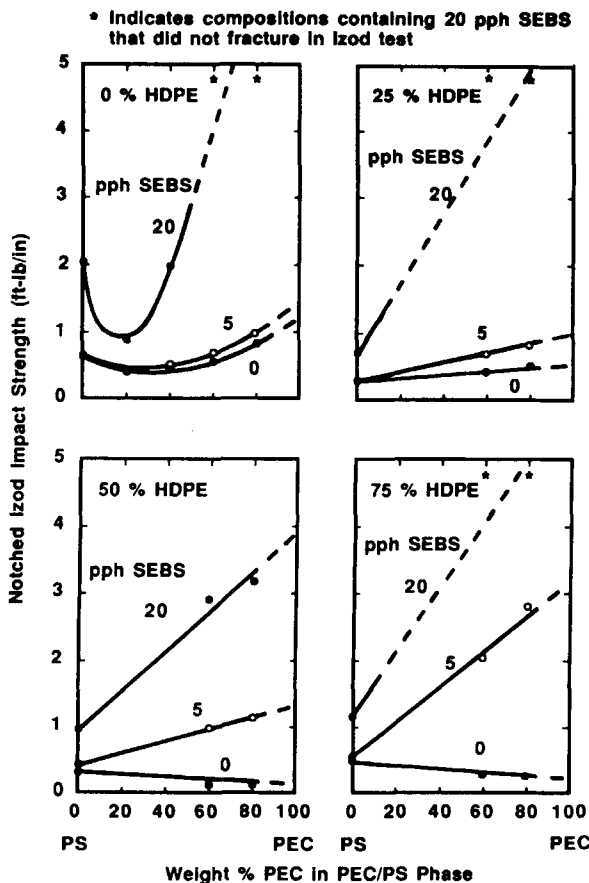 * Indicates compositions containing 20 pph SEBS
that did not fracture in Izod test
Notched Izod Impact Strength (ft-lb/in)
5
4
3
2
1
0
* *
0 % HDPE
pph SEBS
20
5
0
* *
25 % HDPE
pph SEBS
20
5
0
5
4
3
2
1
0
50 % HDPE
pph SEBS
20
5
0
* *
75 % HDPE
pph SEBS
20
5
0
0 20 40 60 80 100
0 20 40 60 80 100
PS PEC
PS PEC
Weight % PEC in PEC/PS Phase